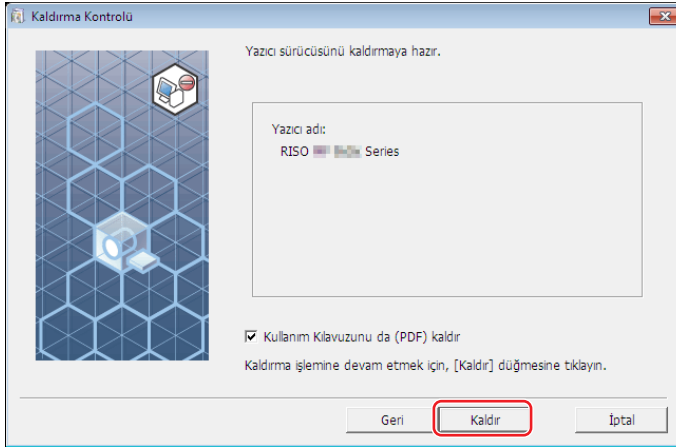 Kaldırma Kontrolü
Yazıcı sürücüsünü kaldırmaya hazır.
Yazıcı adı:
RISO Series
Kullanım Kılavuzunu da (PDF) kaldır
Kaldırma işlemine devam etmek için, [Kaldır] düğmesine tıklayın.
Geri Kaldır İptal